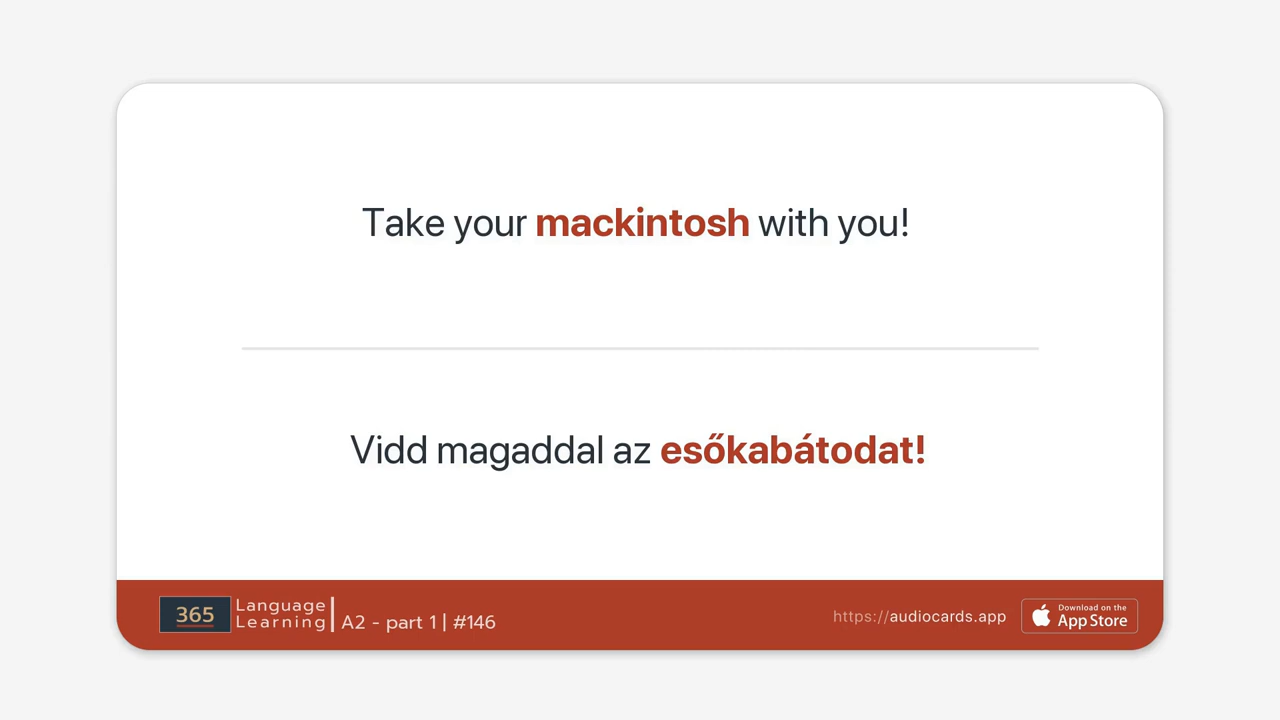 Take your mackintosh with you!
Vidd magaddal az esőkabátodat!
365
Language
Learning
A2 - part 1 | #146
https://audiocards.app
Download on the
App Store